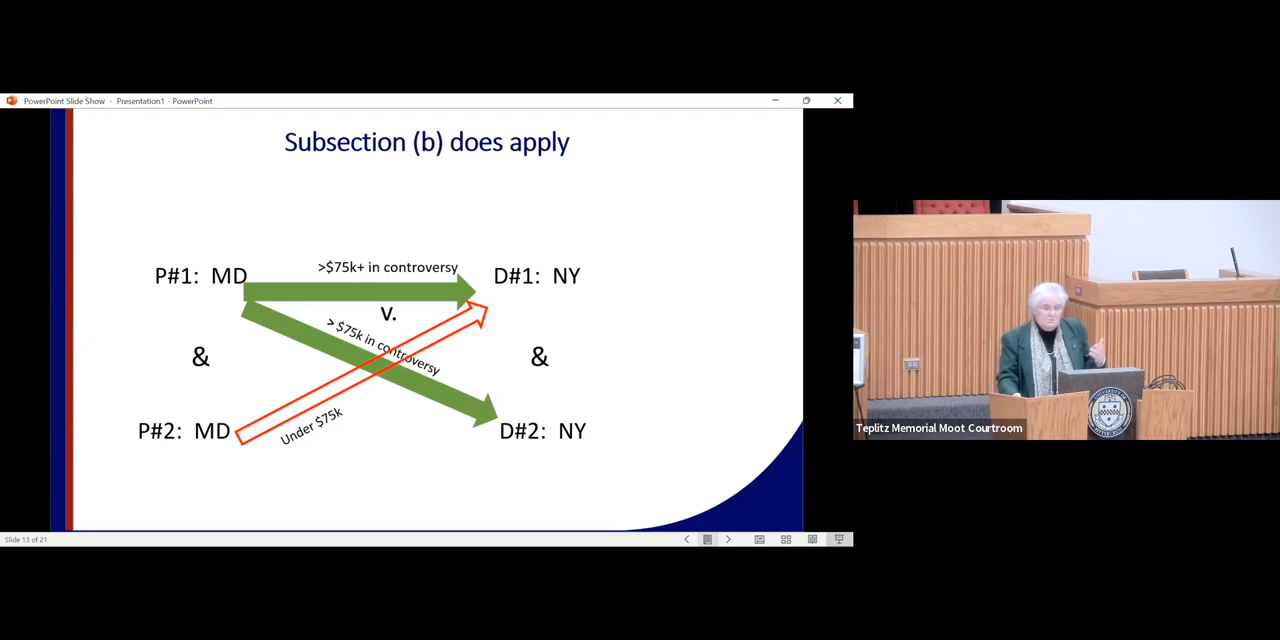 PowerPoint Slide Show - Presentation1 - PowerPoint
Subsection (b) does apply
P#1: MD
>$75k+ in controversy
D#1: NY
v.
> $75k in controversy
&
&
P#2: MD
Under $75k
D#2: NY
Slide 13 of 21
Teplitz Memorial Moot Courtroom